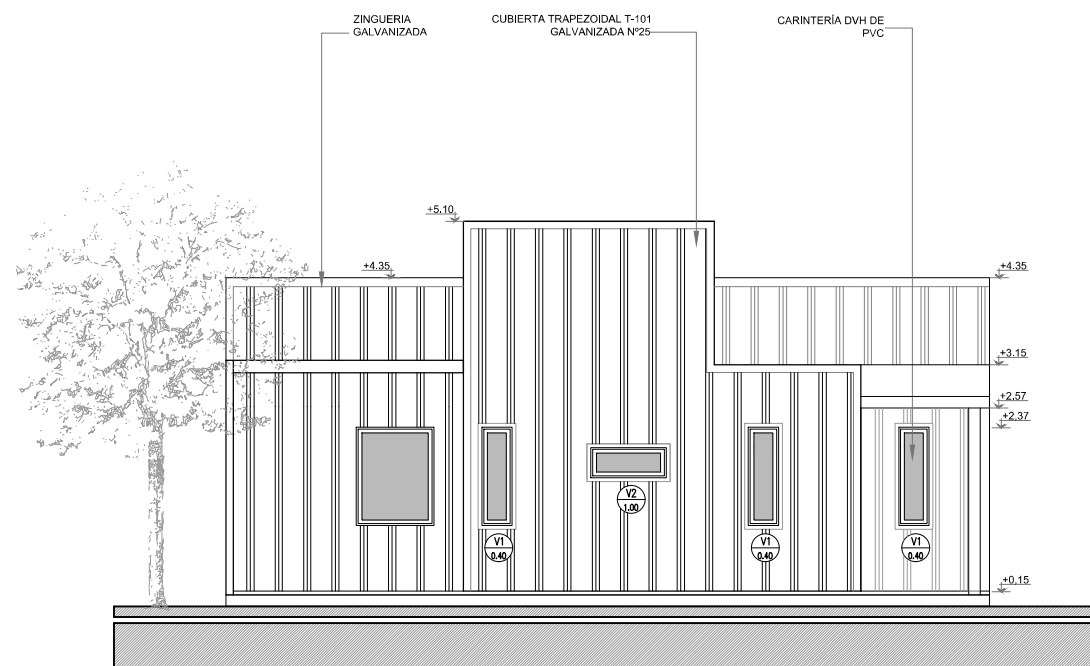 ZINGUERIA
GALVANIZADA
CUBIERTA TRAPEZOIDAL T-101
GALVANIZADA Nº25
CARINTERÍA DVH DE
PVC
+5.10
+4.35
+4.35
+3.15
+2.57
+2,37
V2
1.00
V1
0.40
V1
0.40
V1
0.40
+0,15